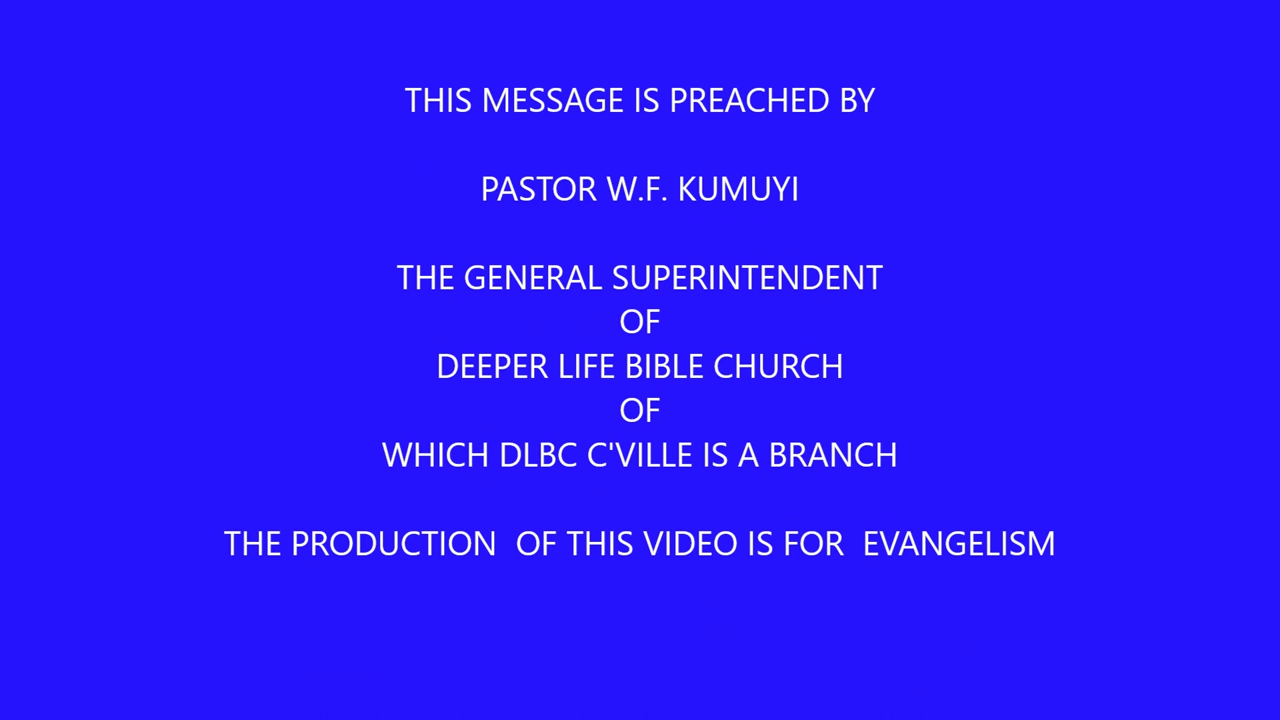 THIS MESSAGE IS PREACHED BY
PASTOR W.F. KUMUYI
THE GENERAL SUPERINTENDENT
OF
DEEPER LIFE BIBLE CHURCH
OF
WHICH DLBC C'VILLE IS A BRANCH
THE PRODUCTION  OF THIS VIDEO IS FOR  EVANGELISM